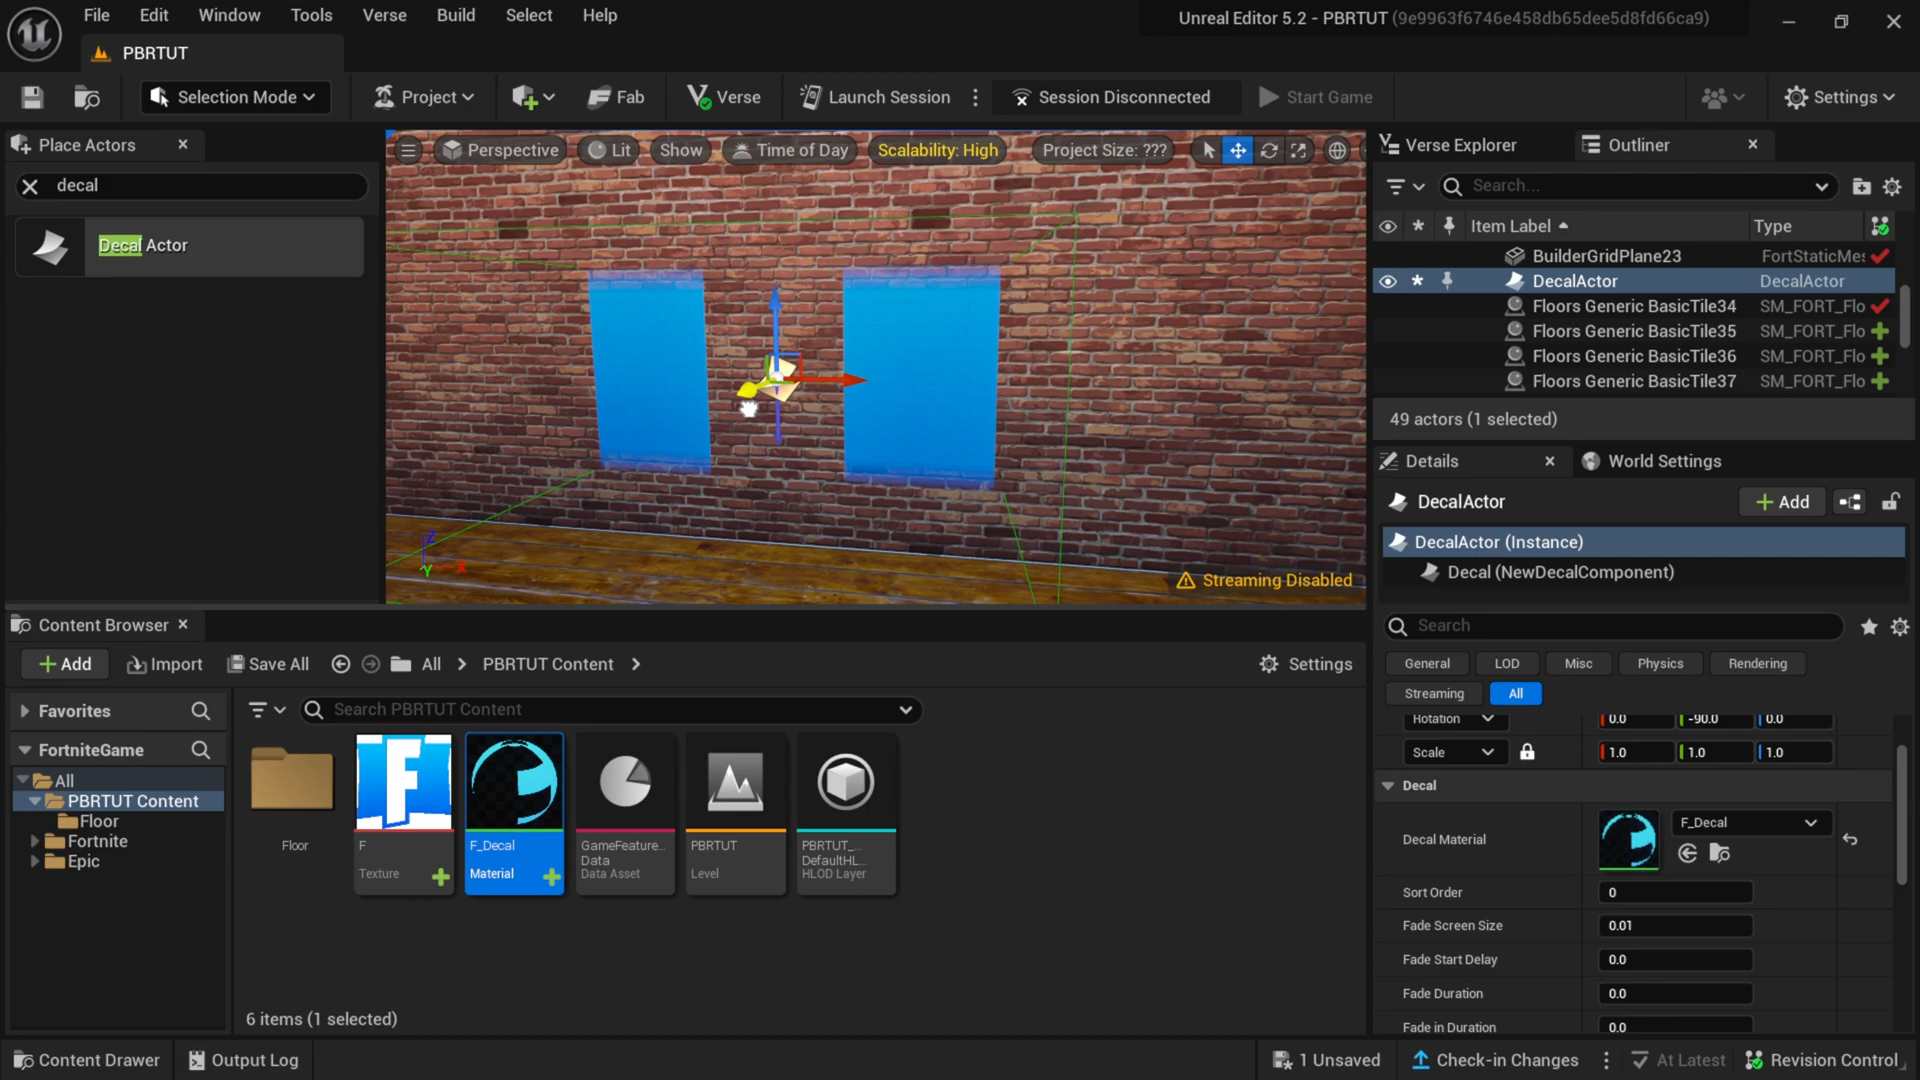 File Edit Window Tools Verse Build Select Help
Unreal Editor 5.2 - PBRTUT (9e9963f6746e458db65dee5d8fd66ca9)
PBRTUT
Selection Mode
Project
Fab
Verse
Launch Session
Session Disconnected
Start Game
Settings
Place Actors
decal
Decal Actor
Perspective
Lit
Show
Time of Day
Scalability: High
Project Size: ???
Z
Y
X
Streaming Disabled
Verse Explorer
Outliner
Search...
Item Label
Type
BuilderGridPlane23 FortStaticMes
DecalActor DecalActor
Floors Generic BasicTile34 SM_FORT_Flo
Floors Generic BasicTile35 SM_FORT_Flo
Floors Generic BasicTile36 SM_FORT_Flo
Floors Generic BasicTile37 SM_FORT_Flo
49 actors (1 selected)
Details
World Settings
DecalActor
Add
DecalActor (Instance)
Decal (NewDecalComponent)
Search
General LOD Misc Physics Rendering
Streaming All
Rotation 0.0 -90.0 0.0
Scale 1.0 1.0 1.0
Decal
Decal Material F_Decal
Sort Order 0
Fade Screen Size 0.01
Fade Start Delay 0.0
Fade Duration 0.0
Fade in Duration 0.0
Content Browser
Add
Import
Save All
All
PBRTUT Content
Settings
Favorites
FortniteGame
All
PBRTUT Content
Floor
Fortnite
Epic
Search PBRTUT Content
Floor
F
F
Texture
F_Decal
Material
GameFeature...
Data
Data Asset
PBRTUT
Level
PBRTUT_...
DefaultHL...
HLOD Layer
6 items (1 selected)
Content Drawer
Output Log
1 Unsaved
Check-in Changes
At Latest
Revision Control